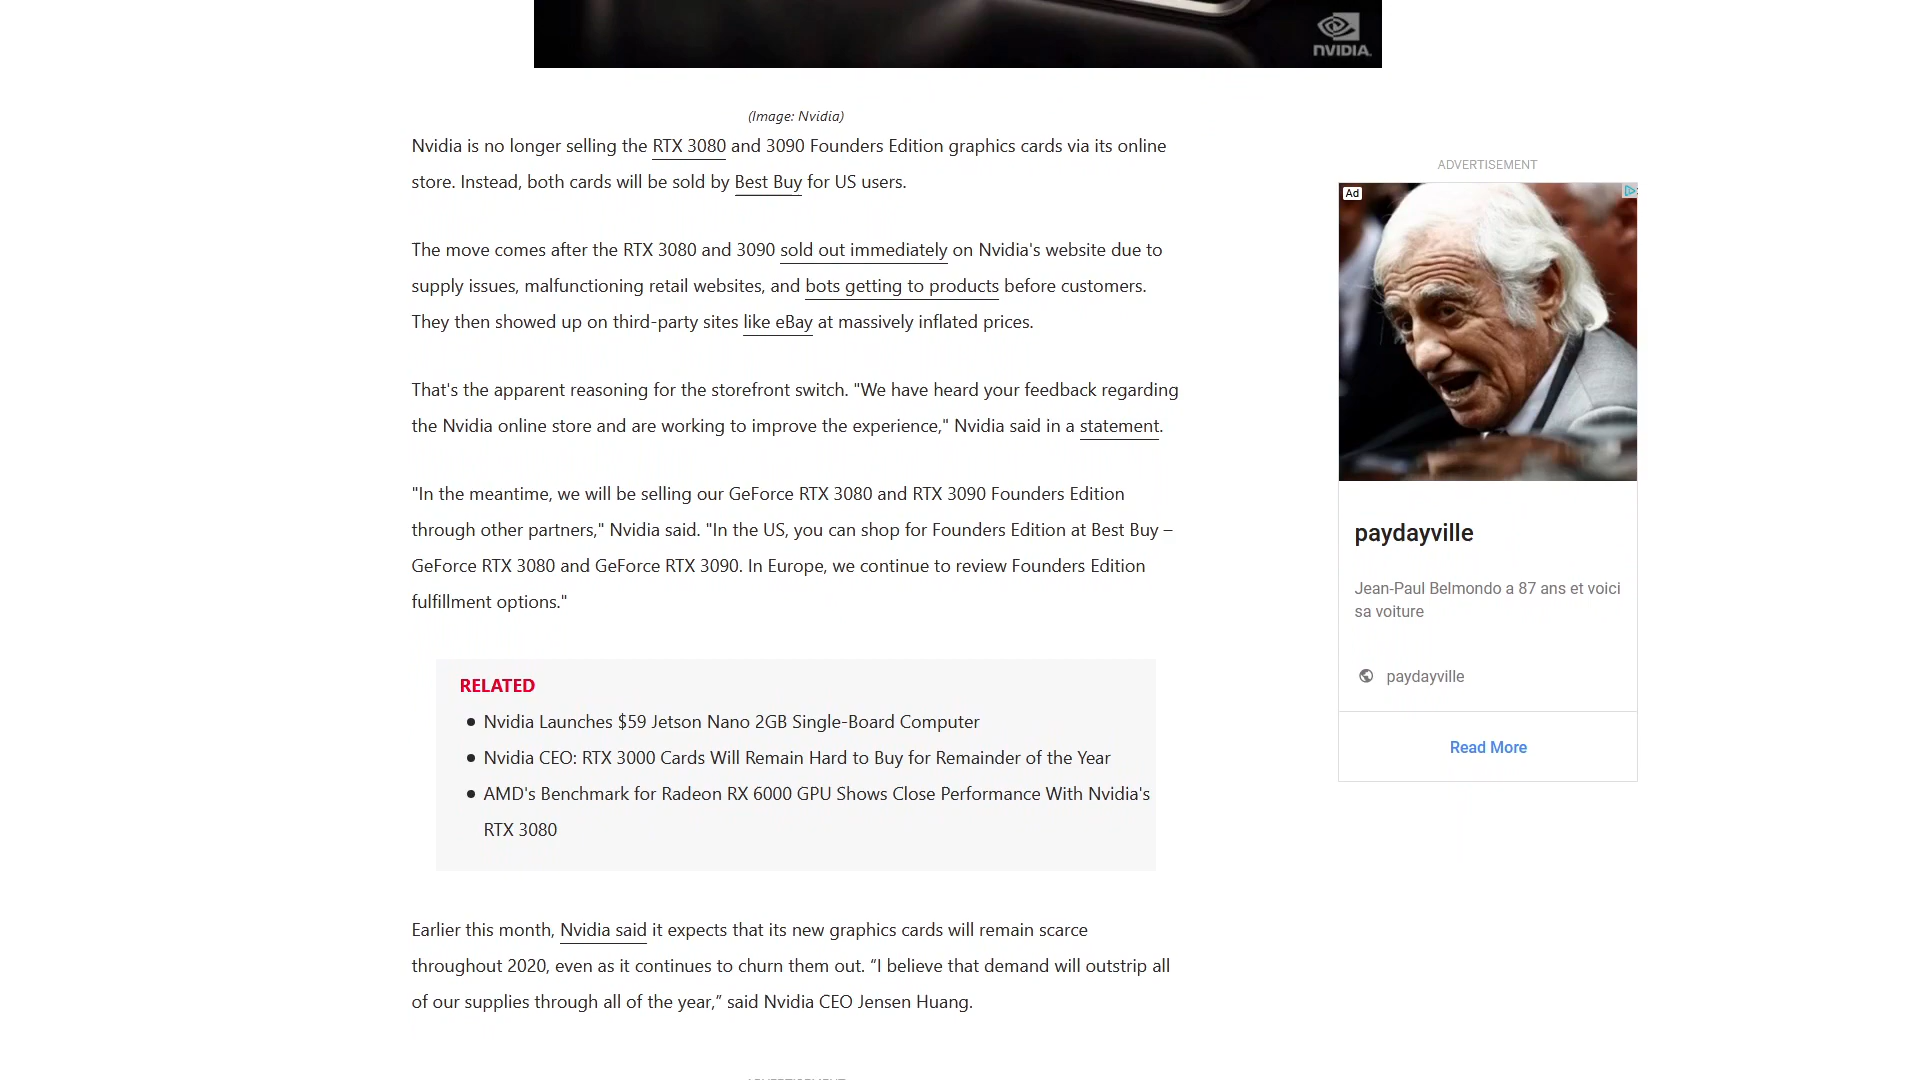 NVIDIA.
(Image: Nvidia)
Nvidia is no longer selling the RTX 3080 and 3090 Founders Edition graphics cards via its online
store. Instead, both cards will be sold by Best Buy for US users.
The move comes after the RTX 3080 and 3090 sold out immediately on Nvidia's website due to
supply issues, malfunctioning retail websites, and bots getting to products before customers.
They then showed up on third-party sites like eBay at massively inflated prices.
That's the apparent reasoning for the storefront switch. "We have heard your feedback regarding
the Nvidia online store and are working to improve the experience," Nvidia said in a statement.
"In the meantime, we will be selling our GeForce RTX 3080 and RTX 3090 Founders Edition
through other partners," Nvidia said. "In the US, you can shop for Founders Edition at Best Buy –
GeForce RTX 3080 and GeForce RTX 3090. In Europe, we continue to review Founders Edition
fulfillment options."
RELATED
Nvidia Launches $59 Jetson Nano 2GB Single-Board Computer
Nvidia CEO: RTX 3000 Cards Will Remain Hard to Buy for Remainder of the Year
AMD's Benchmark for Radeon RX 6000 GPU Shows Close Performance With Nvidia's
RTX 3080
Earlier this month, Nvidia said it expects that its new graphics cards will remain scarce
throughout 2020, even as it continues to churn them out. “I believe that demand will outstrip all
of our supplies through all of the year,” said Nvidia CEO Jensen Huang.
ADVERTISEMENT
Ad
paydayville
Jean-Paul Belmondo a 87 ans et voici
sa voiture
paydayville
Read More